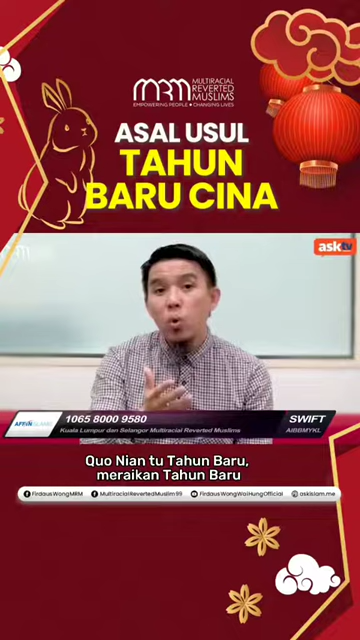 MRM MULTIRACIAL
REVERTED
MUSLIMS
EMPOWERING PEOPLE • CHANGING LIVES
ASAL USUL
TAHUN
BARU CINA
asktv
AFFIN ISLAMIC
1065 8000 9580
SWIFT
Kuala Lumpur dan Selangor Multiracial Reverted Muslims
AIBBMYKL
Quo Nian tu Tahun Baru,
meraikan Tahun Baru
FirdausWongMRM
MultiracialRevertedMuslim99
FirdausWongWaiHungOfficial
askislam.me